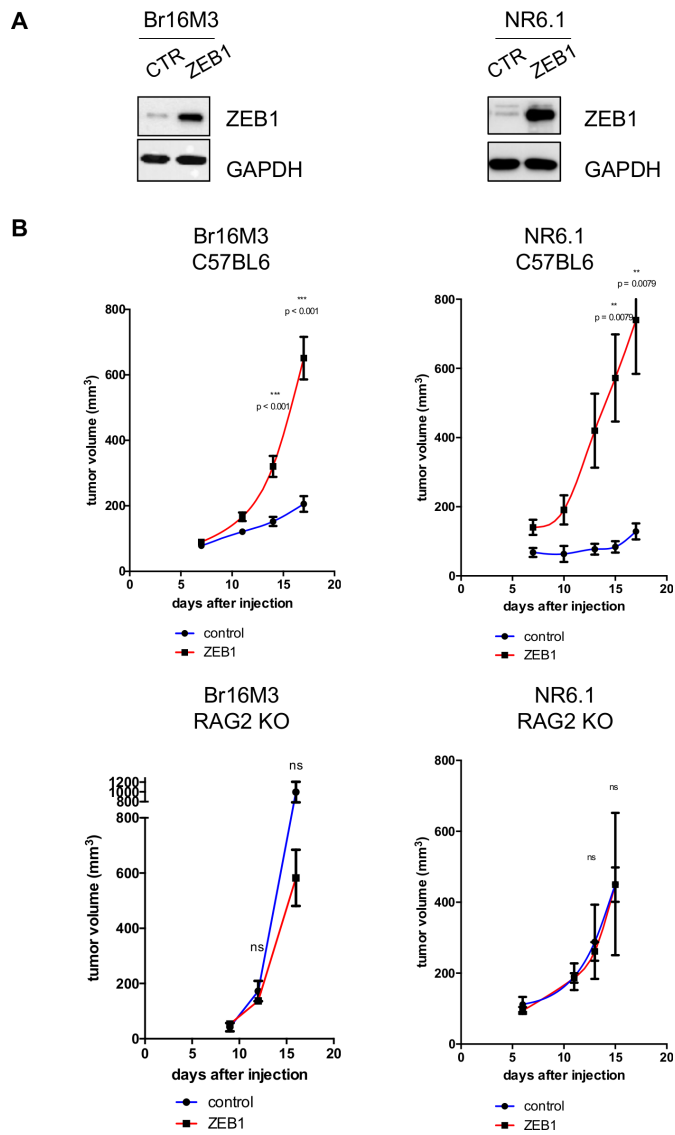 A
Br16M3
CTR ZEB1
ZEB1
GAPDH
NR6.1
CTR ZEB1
ZEB1
GAPDH
B
Br16M3
C57BL6
***
p < 0.001
***
p < 0.001
800
600
400
200
0
0 5 10 15 20
tumor volume (mm³)
days after injection
control
ZEB1
NR6.1
C57BL6
**
p = 0.0079
**
p = 0.0079
800
600
400
200
0
0 5 10 15 20
tumor volume (mm³)
days after injection
control
ZEB1
Br16M3
RAG2 KO
ns
ns
1200
1000
800
800
600
400
200
0
0 5 10 15 20
tumor volume (mm³)
days after injection
control
ZEB1
NR6.1
RAG2 KO
ns
ns
800
600
400
200
0
0 5 10 15 20
tumor volume (mm³)
days after injection
control
ZEB1